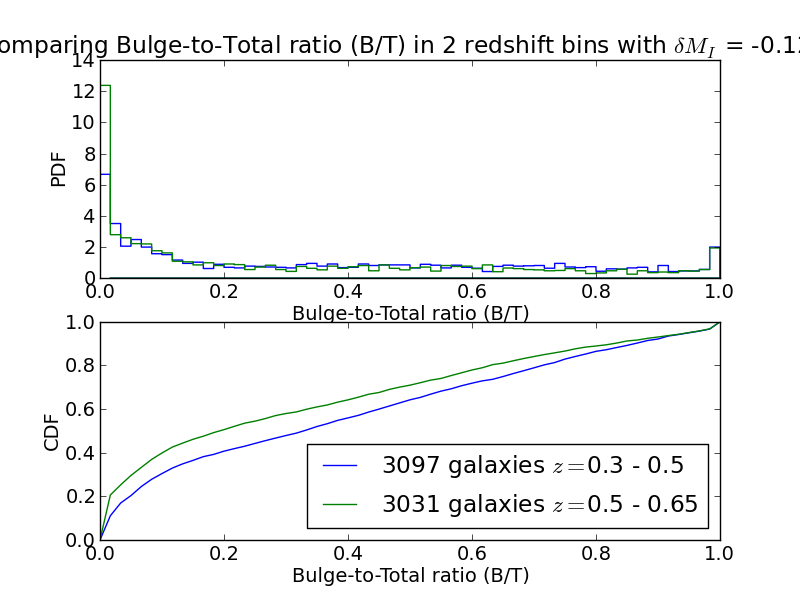 omparing Bulge-to-Total ratio (B/T) in 2 redshift bins with δM_I = -0.12
14
12
10
8
6
4
2
0
PDF
0.0 0.2 0.4 0.6 0.8 1.0
Bulge-to-Total ratio (B/T)
1.0
0.8
0.6
0.4
0.2
0.0
CDF
3097 galaxies z=0.3 - 0.5
3031 galaxies z=0.5 - 0.65
0.0 0.2 0.4 0.6 0.8 1.0
Bulge-to-Total ratio (B/T)